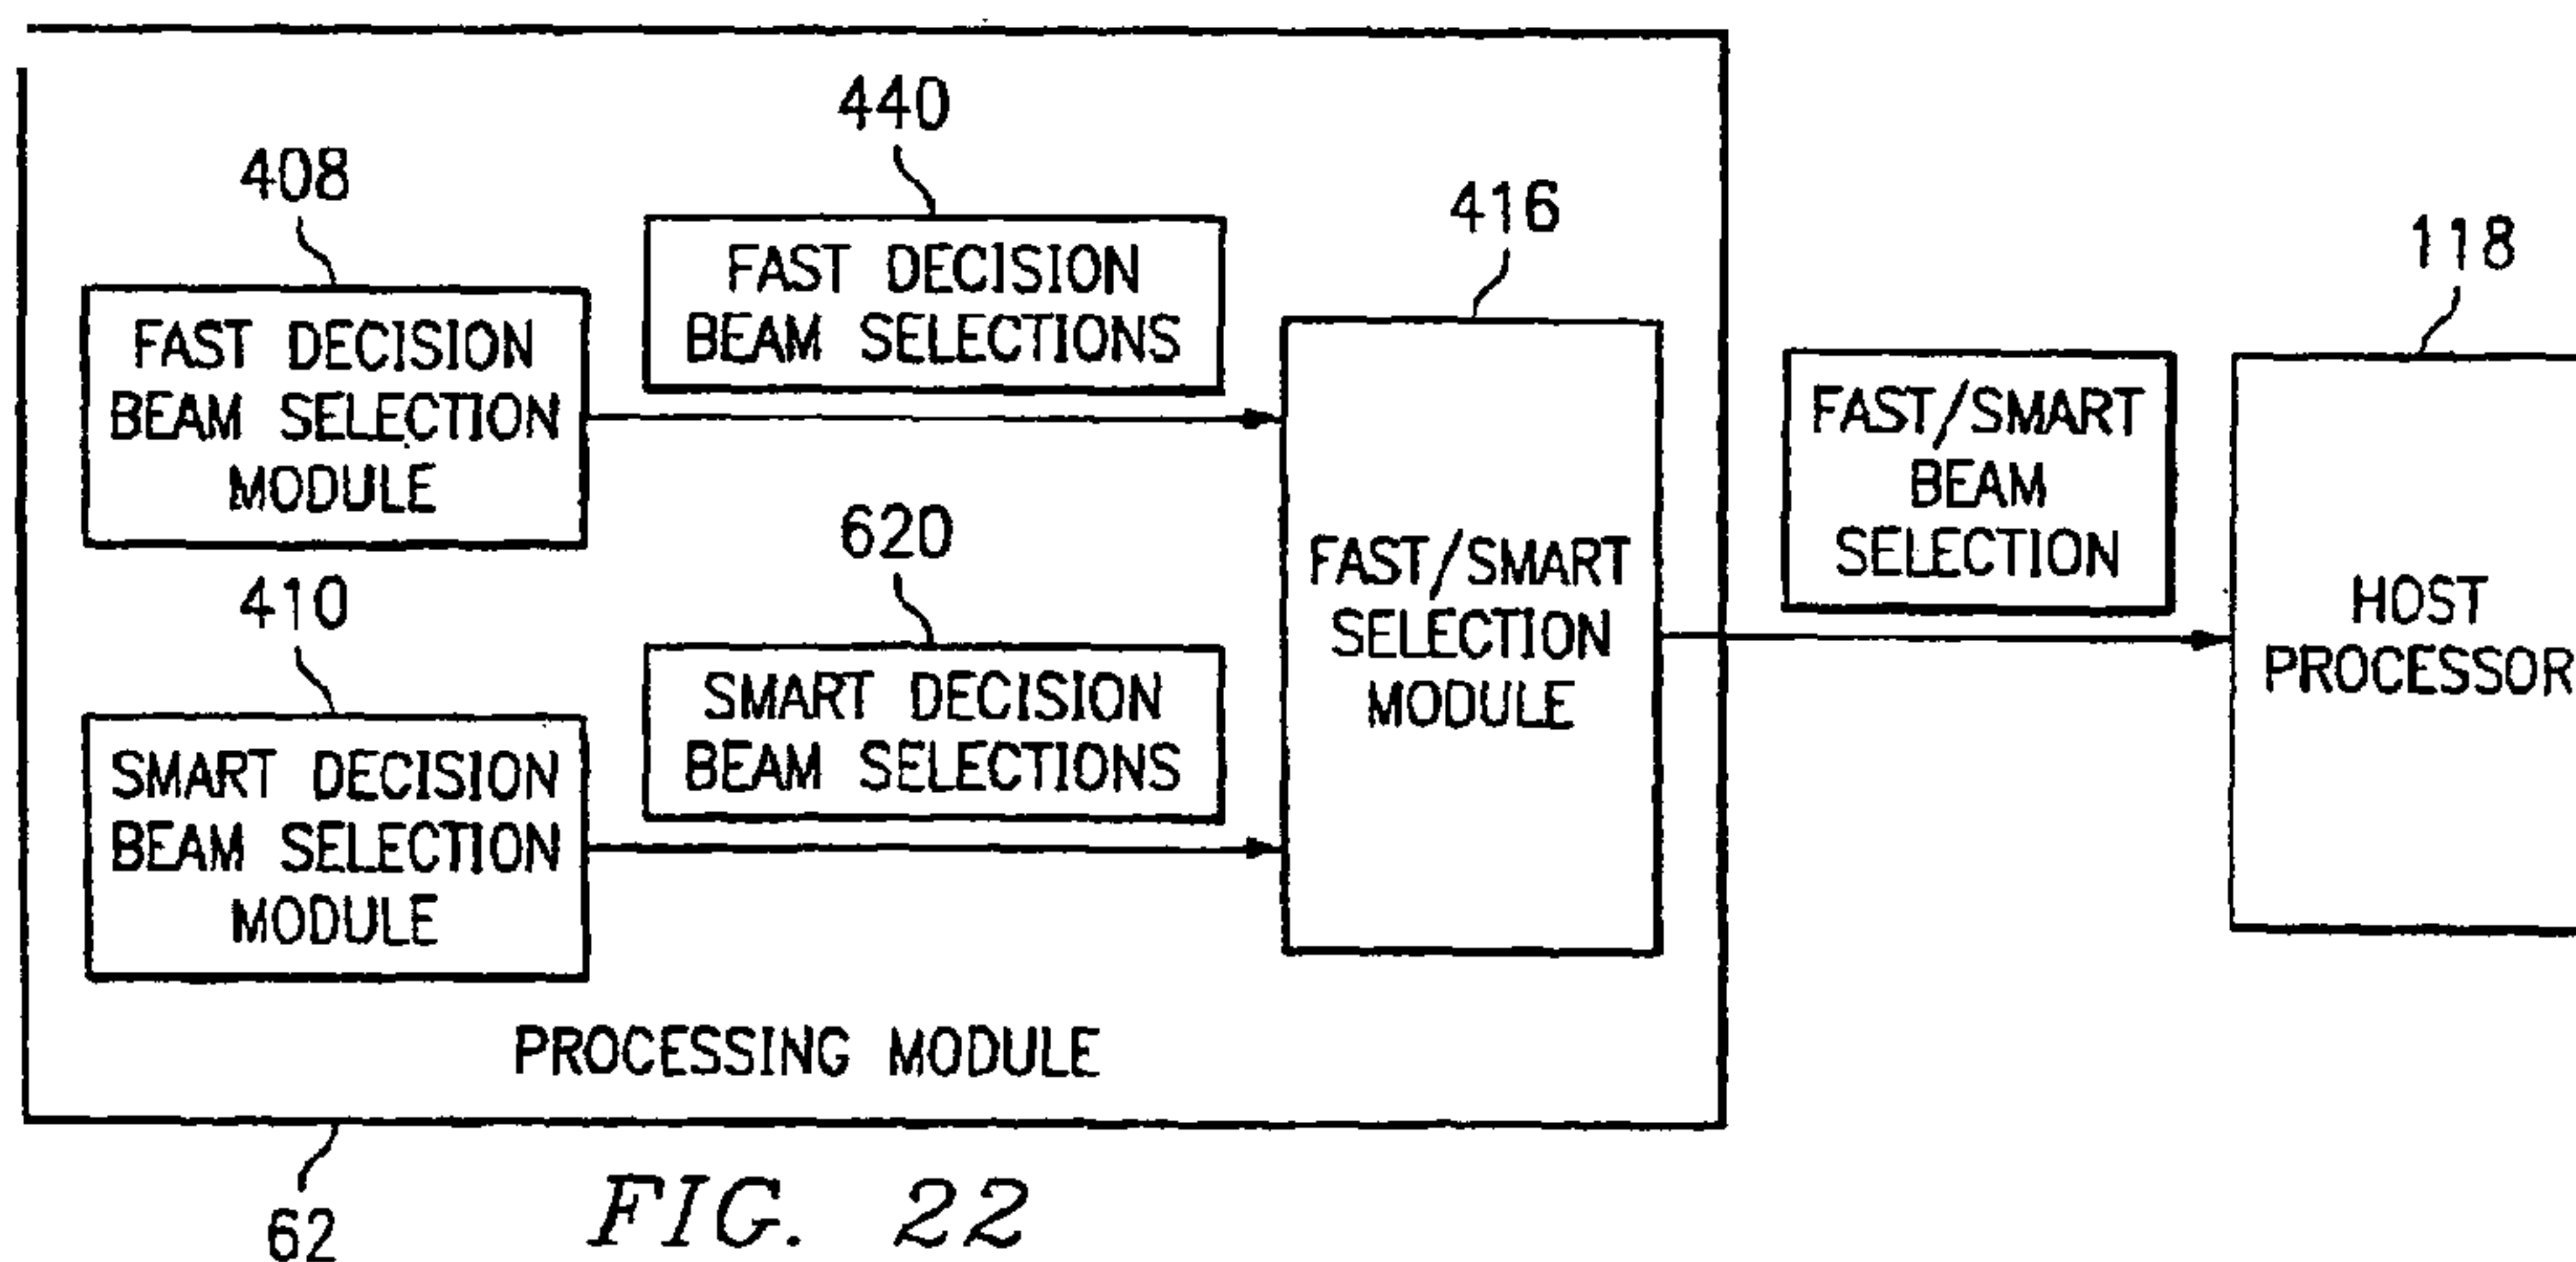 440
408
416
118
FAST DECISION
BEAM SELECTIONS
FAST DECISION
BEAM SELECTION
MODULE
FAST/SMART
BEAM
SELECTION
620
410
SMART DECISION
BEAM SELECTIONS
FAST/SMART
SELECTION
MODULE
HOST
PROCESSOR
SMART DECISION
BEAM SELECTION
MODULE
PROCESSING MODULE
62
FIG. 22